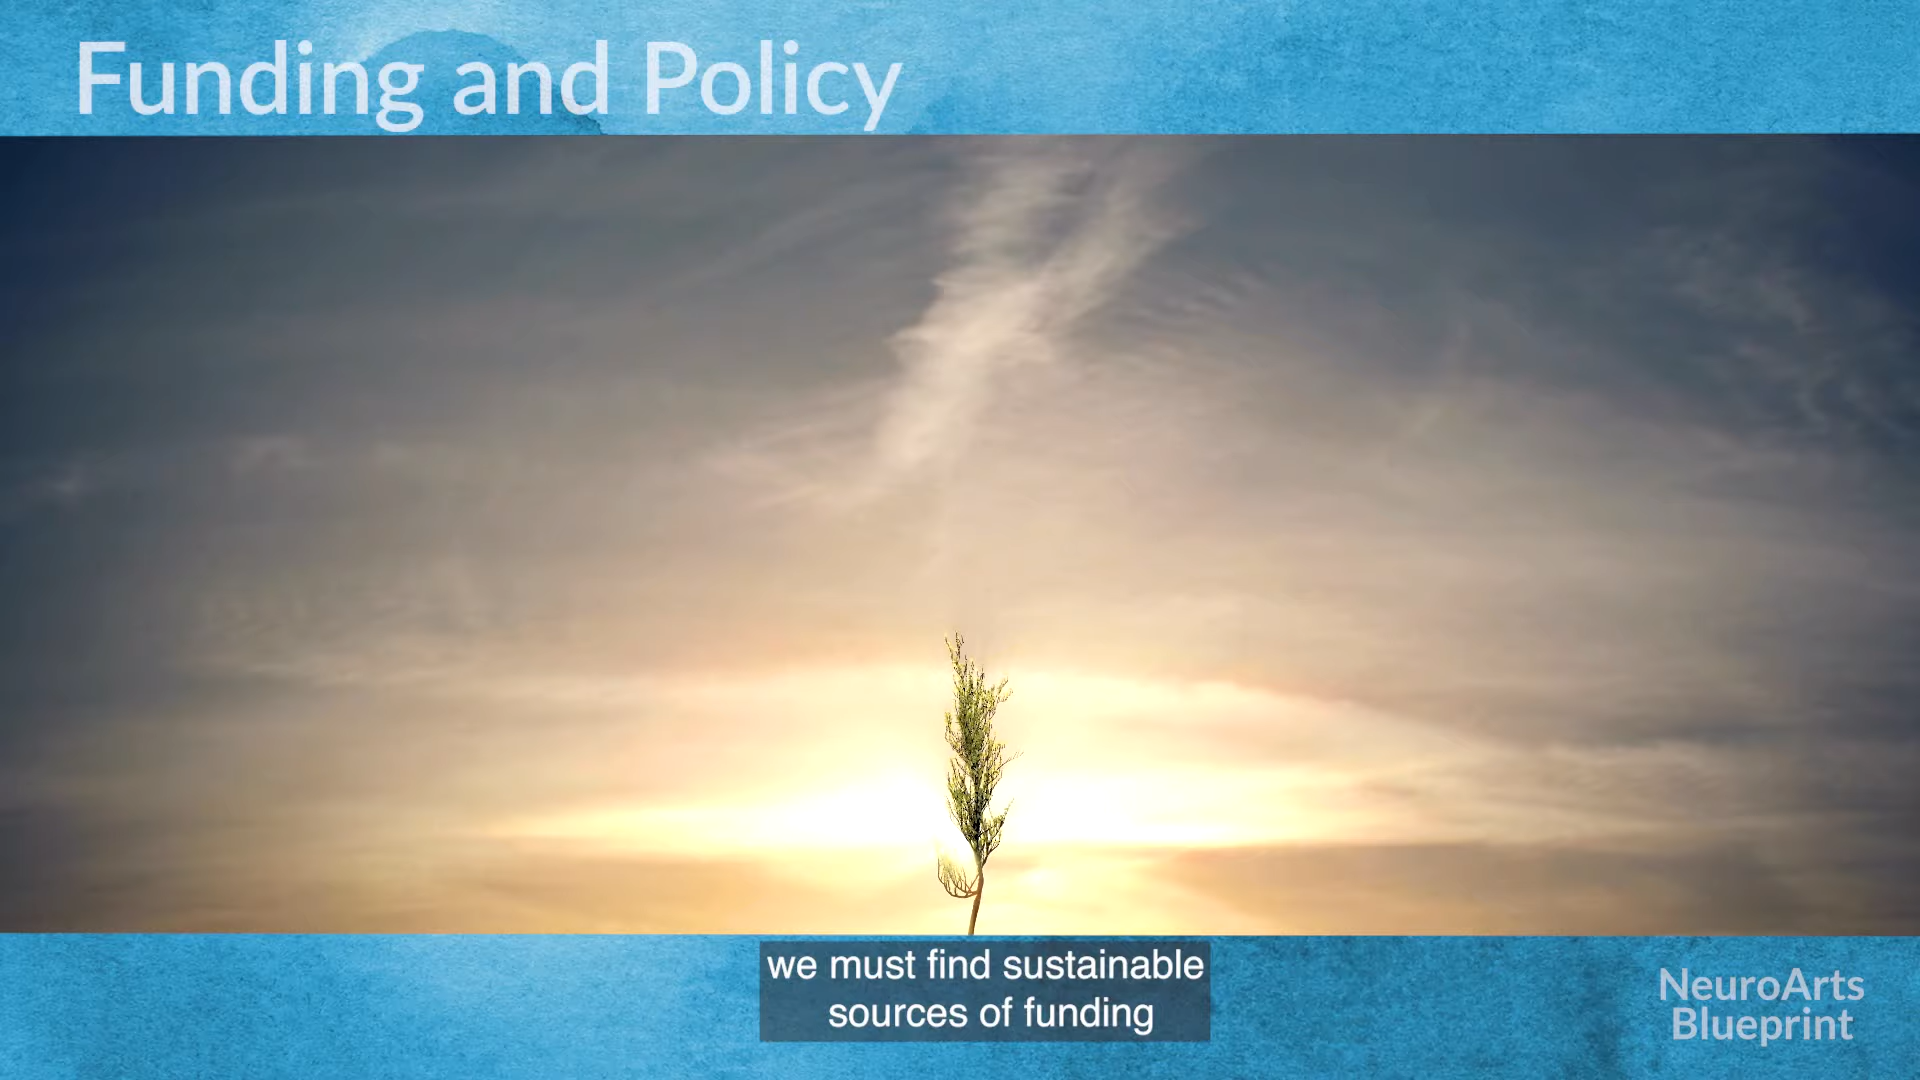 Funding and Policy
we must find sustainable
sources of funding
NeuroArts
Blueprint